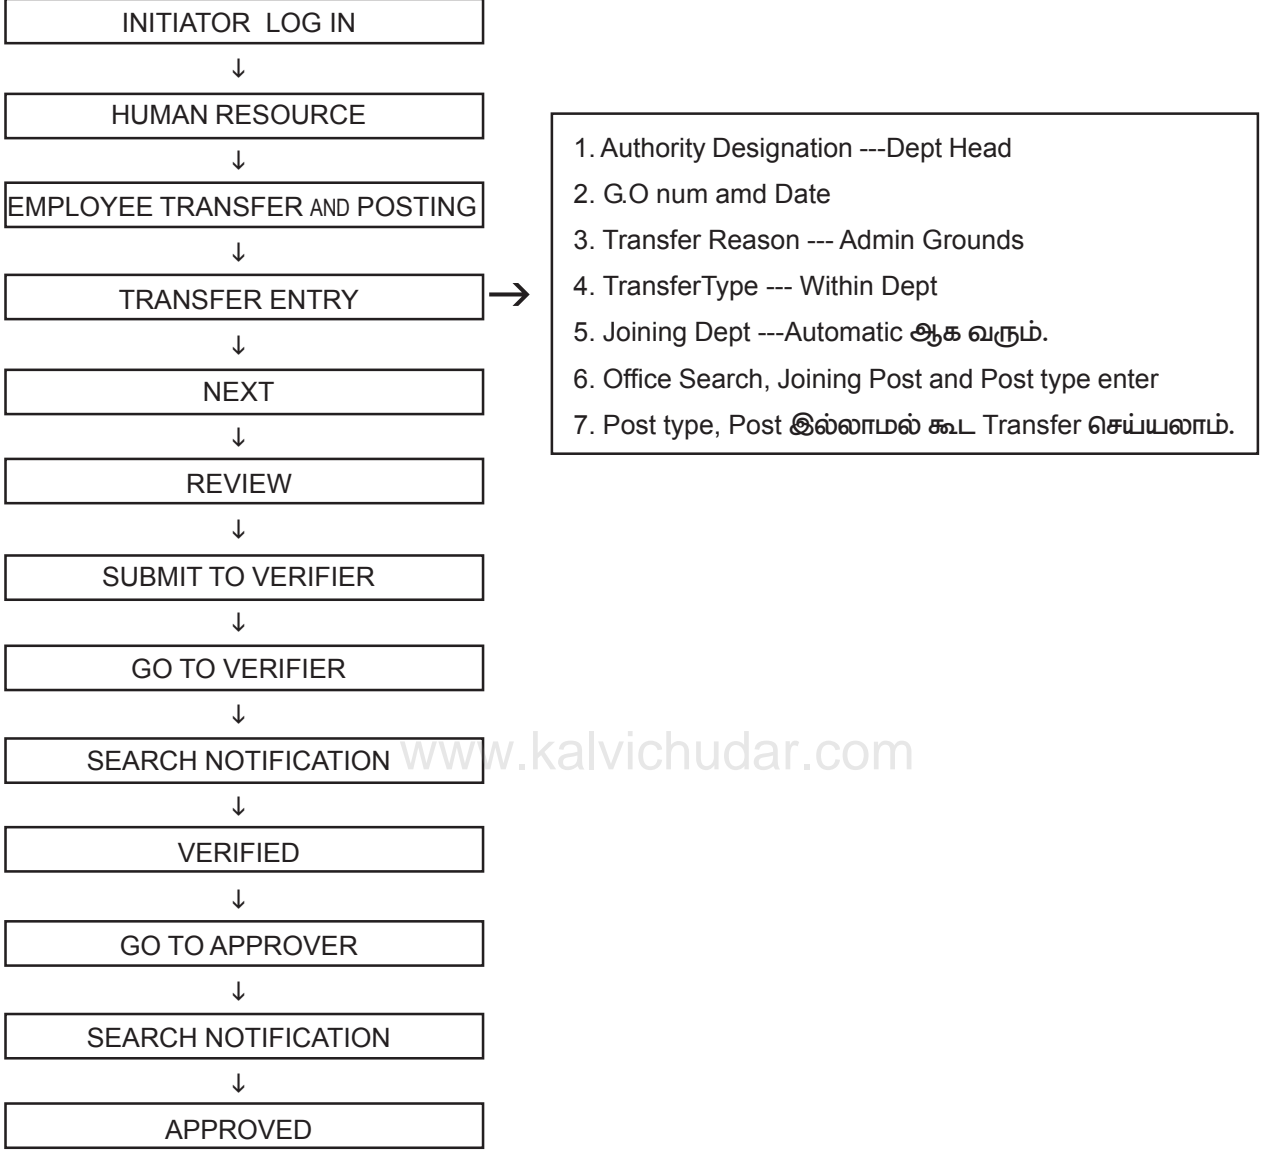 INITIATOR LOG IN
↓
HUMAN RESOURCE
↓
EMPLOYEE TRANSFER AND POSTING
↓
TRANSFER ENTRY →
↓
NEXT
↓
REVIEW
↓
SUBMIT TO VERIFIER
↓
GO TO VERIFIER
↓
SEARCH NOTIFICATION
↓
VERIFIED
↓
GO TO APPROVER
↓
SEARCH NOTIFICATION
↓
APPROVED
1. Authority Designation ---Dept Head
2. G.O num amd Date
3. Transfer Reason --- Admin Grounds
4. TransferType --- Within Dept
5. Joining Dept ---Automatic ஆக வரும்.
6. Office Search, Joining Post and Post type enter
7. Post type, Post இல்லாமல் கூட Transfer செய்யலாம்.
www.kalvichudar.com